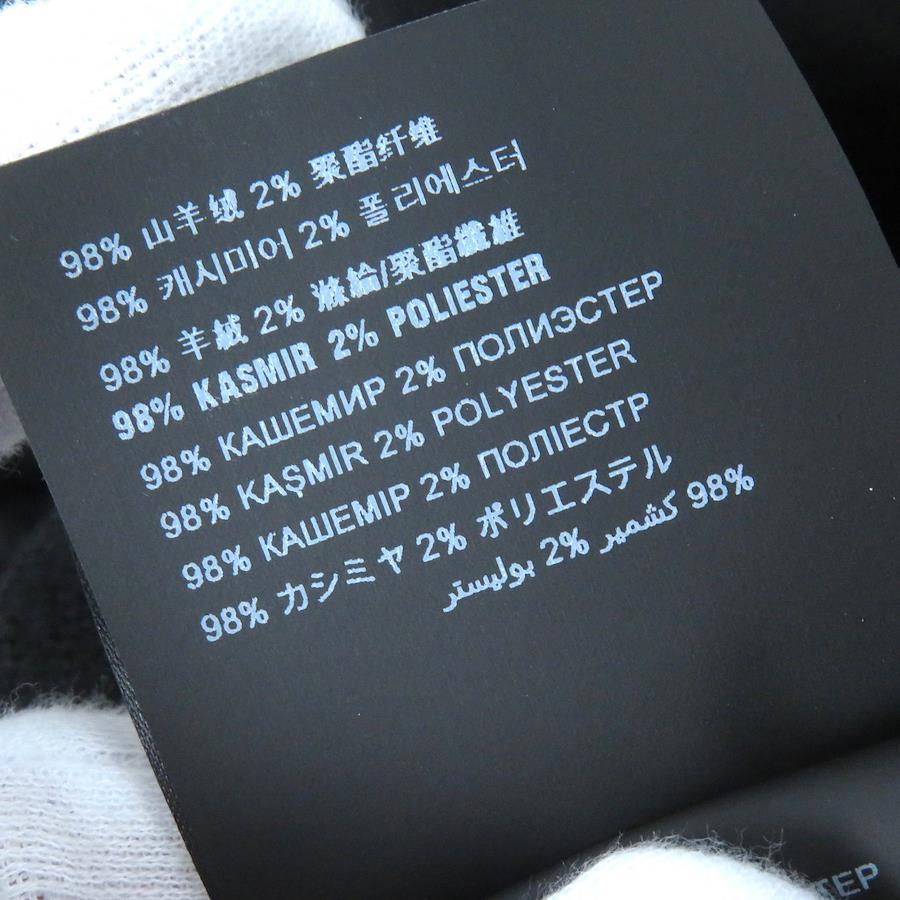 98% 山羊绒 2% 聚酯纤维
98% 캐시미어 2% 폴리에스터
98% 羊絨 2% 滌綸/聚酯纖維
98% KASMIR 2% POLIESTER
98% КАШЕМИР 2% ПОЛИЭСТЕР
98% KAŞMİR 2% POLYESTER
98% КАШЕМІР 2% ПОЛІЕСТР
98% カシミヤ 2% ポリエステル
98% كشمير 2% بوليستر
ТЕР